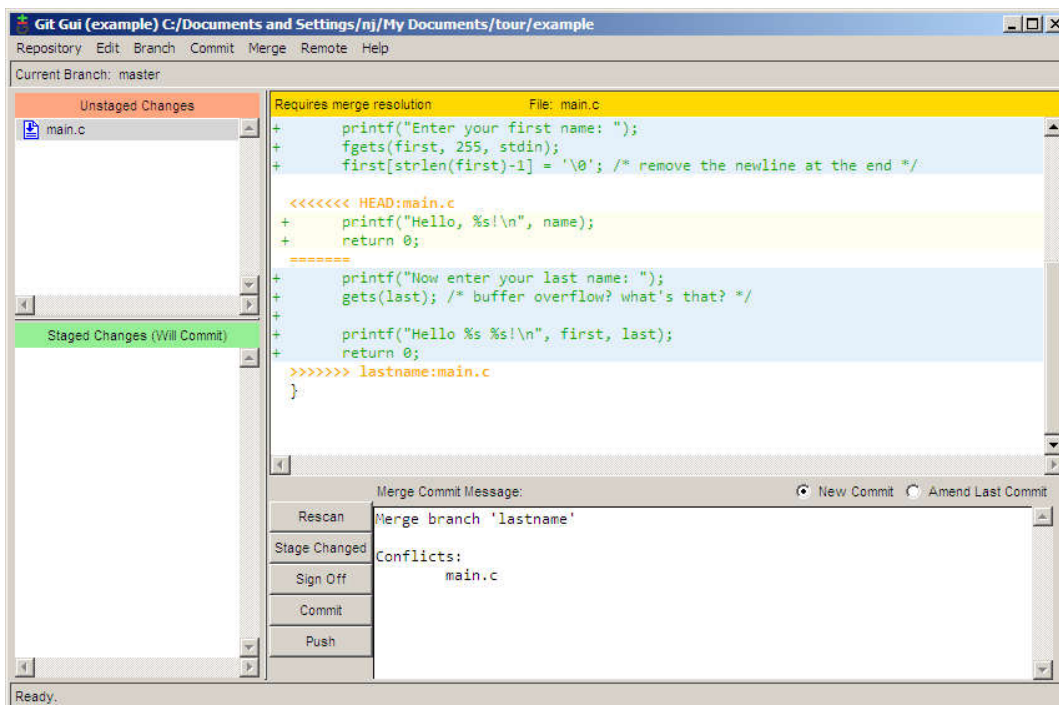 Git Gui (example) C:/Documents and Settings/nj/My Documents/tour/example
Repository Edit Branch Commit Merge Remote Help
Current Branch: master
Unstaged Changes
main.c
Staged Changes (Will Commit)
Requires merge resolution File: main.c
+ printf("Enter your first name: ");
+ fgets(first, 255, stdin);
+ first[strlen(first)-1] = '\0'; /* remove the newline at the end */
<<<<<<< HEAD:main.c
+ printf("Hello, %s!\n", name);
+ return 0;
=======
+ printf("Now enter your last name: ");
+ gets(last); /* buffer overflow? what's that? */
+
+ printf("Hello %s %s!\n", first, last);
+ return 0;
>>>>>>> lastname:main.c
}
Merge Commit Message: New Commit Amend Last Commit
Rescan
Stage Changed
Sign Off
Commit
Push
Merge branch 'lastname'
Conflicts:
main.c
Ready.